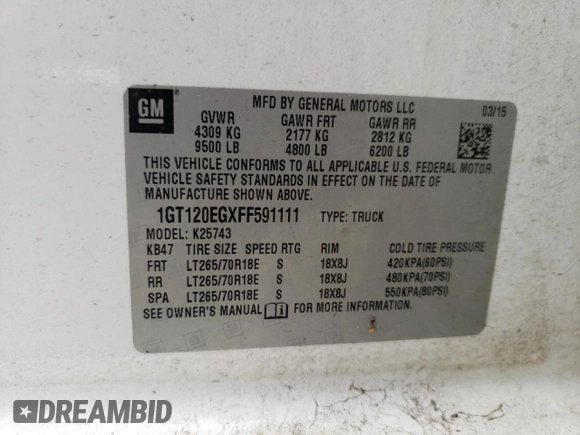 GM
MFD BY GENERAL MOTORS LLC
03/15
GVWR GAWR FRT GAWR RR
4309 KG 2177 KG 2812 KG
9500 LB 4800 LB 6200 LB
THIS VEHICLE CONFORMS TO ALL APPLICABLE U.S. FEDERAL MOTOR
VEHICLE SAFETY STANDARDS IN EFFECT ON THE DATE OF
MANUFACTURE SHOWN ABOVE.
1GT120EGXFF591111 TYPE: TRUCK
MODEL: K25743
KB47 TIRE SIZE SPEED RTG RIM COLD TIRE PRESSURE
FRT LT265/70R18E S 18X8J 420KPA(60PSI)
RR LT265/70R18E S 18X8J 480KPA(70PSI)
SPA LT265/70R18E S 18X8J 550KPA(80PSI)
SEE OWNER'S MANUAL FOR MORE INFORMATION.
DREAMBID